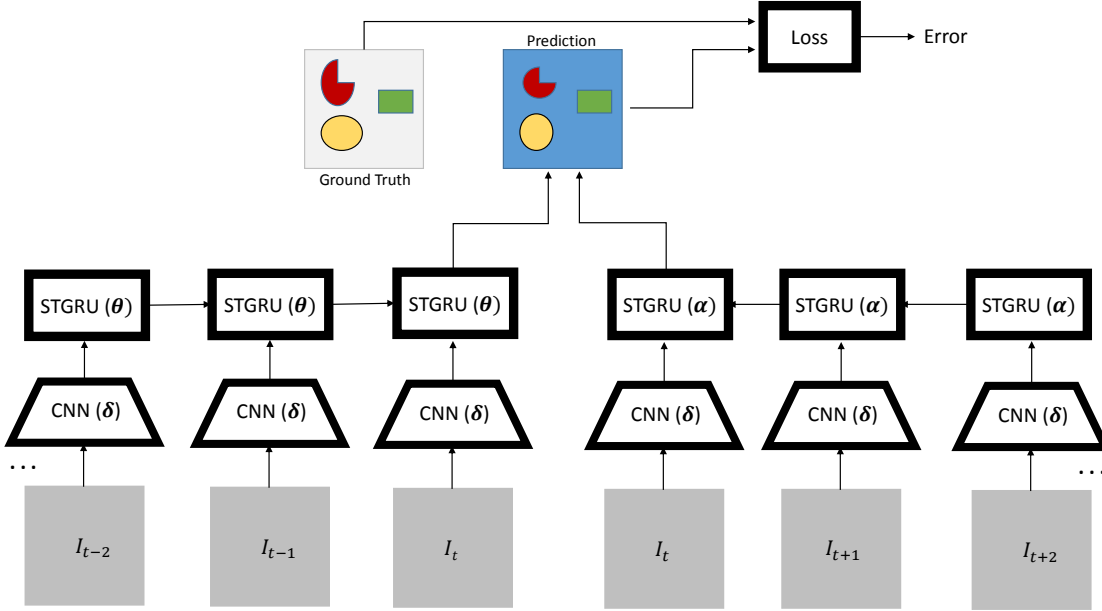 Loss
Error
Prediction
Ground Truth
STGRU (𝜽)
STGRU (𝜽)
STGRU (𝜽)
STGRU (𝜶)
STGRU (𝜶)
STGRU (𝜶)
CNN (𝜹)
CNN (𝜹)
CNN (𝜹)
CNN (𝜹)
CNN (𝜹)
CNN (𝜹)
...
...
I_{t−2}
I_{t−1}
I_t
I_t
I_{t+1}
I_{t+2}